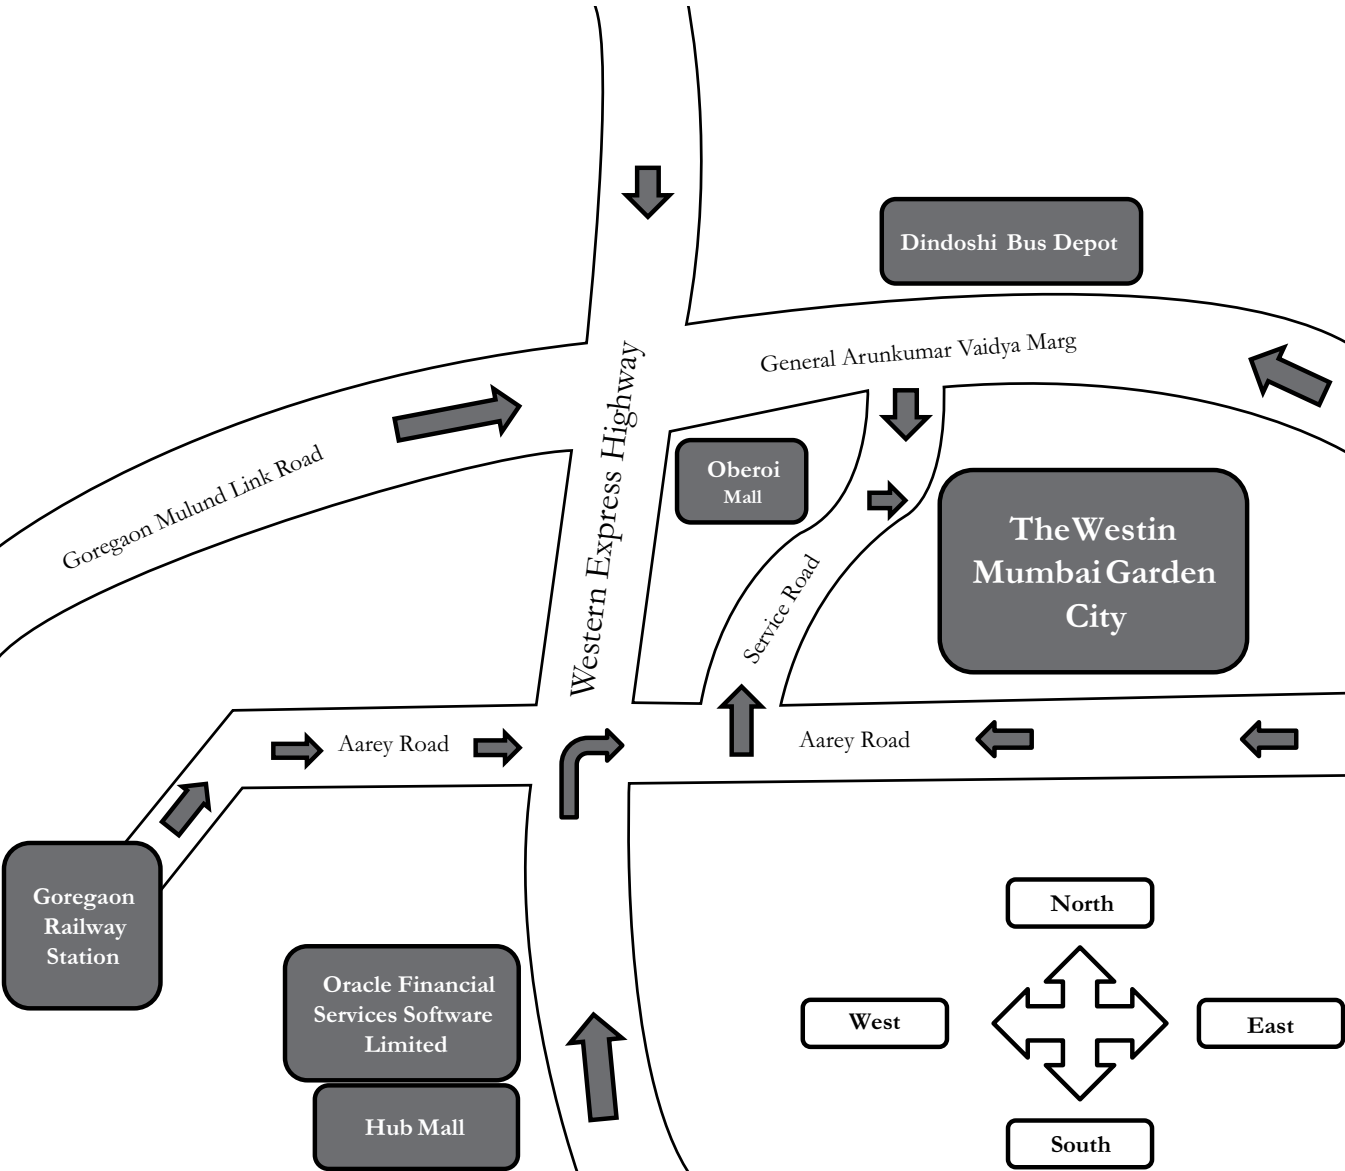 Dindoshi Bus Depot
General Arunkumar Vaidya Marg
Western Express Highway
Goregaon Mulund Link Road
Oberoi
Mall
The Westin
Mumbai Garden
City
Service Road
Aarey Road
Aarey Road
Goregaon
Railway
Station
North
Oracle Financial
Services Software
Limited
West
East
Hub Mall
South